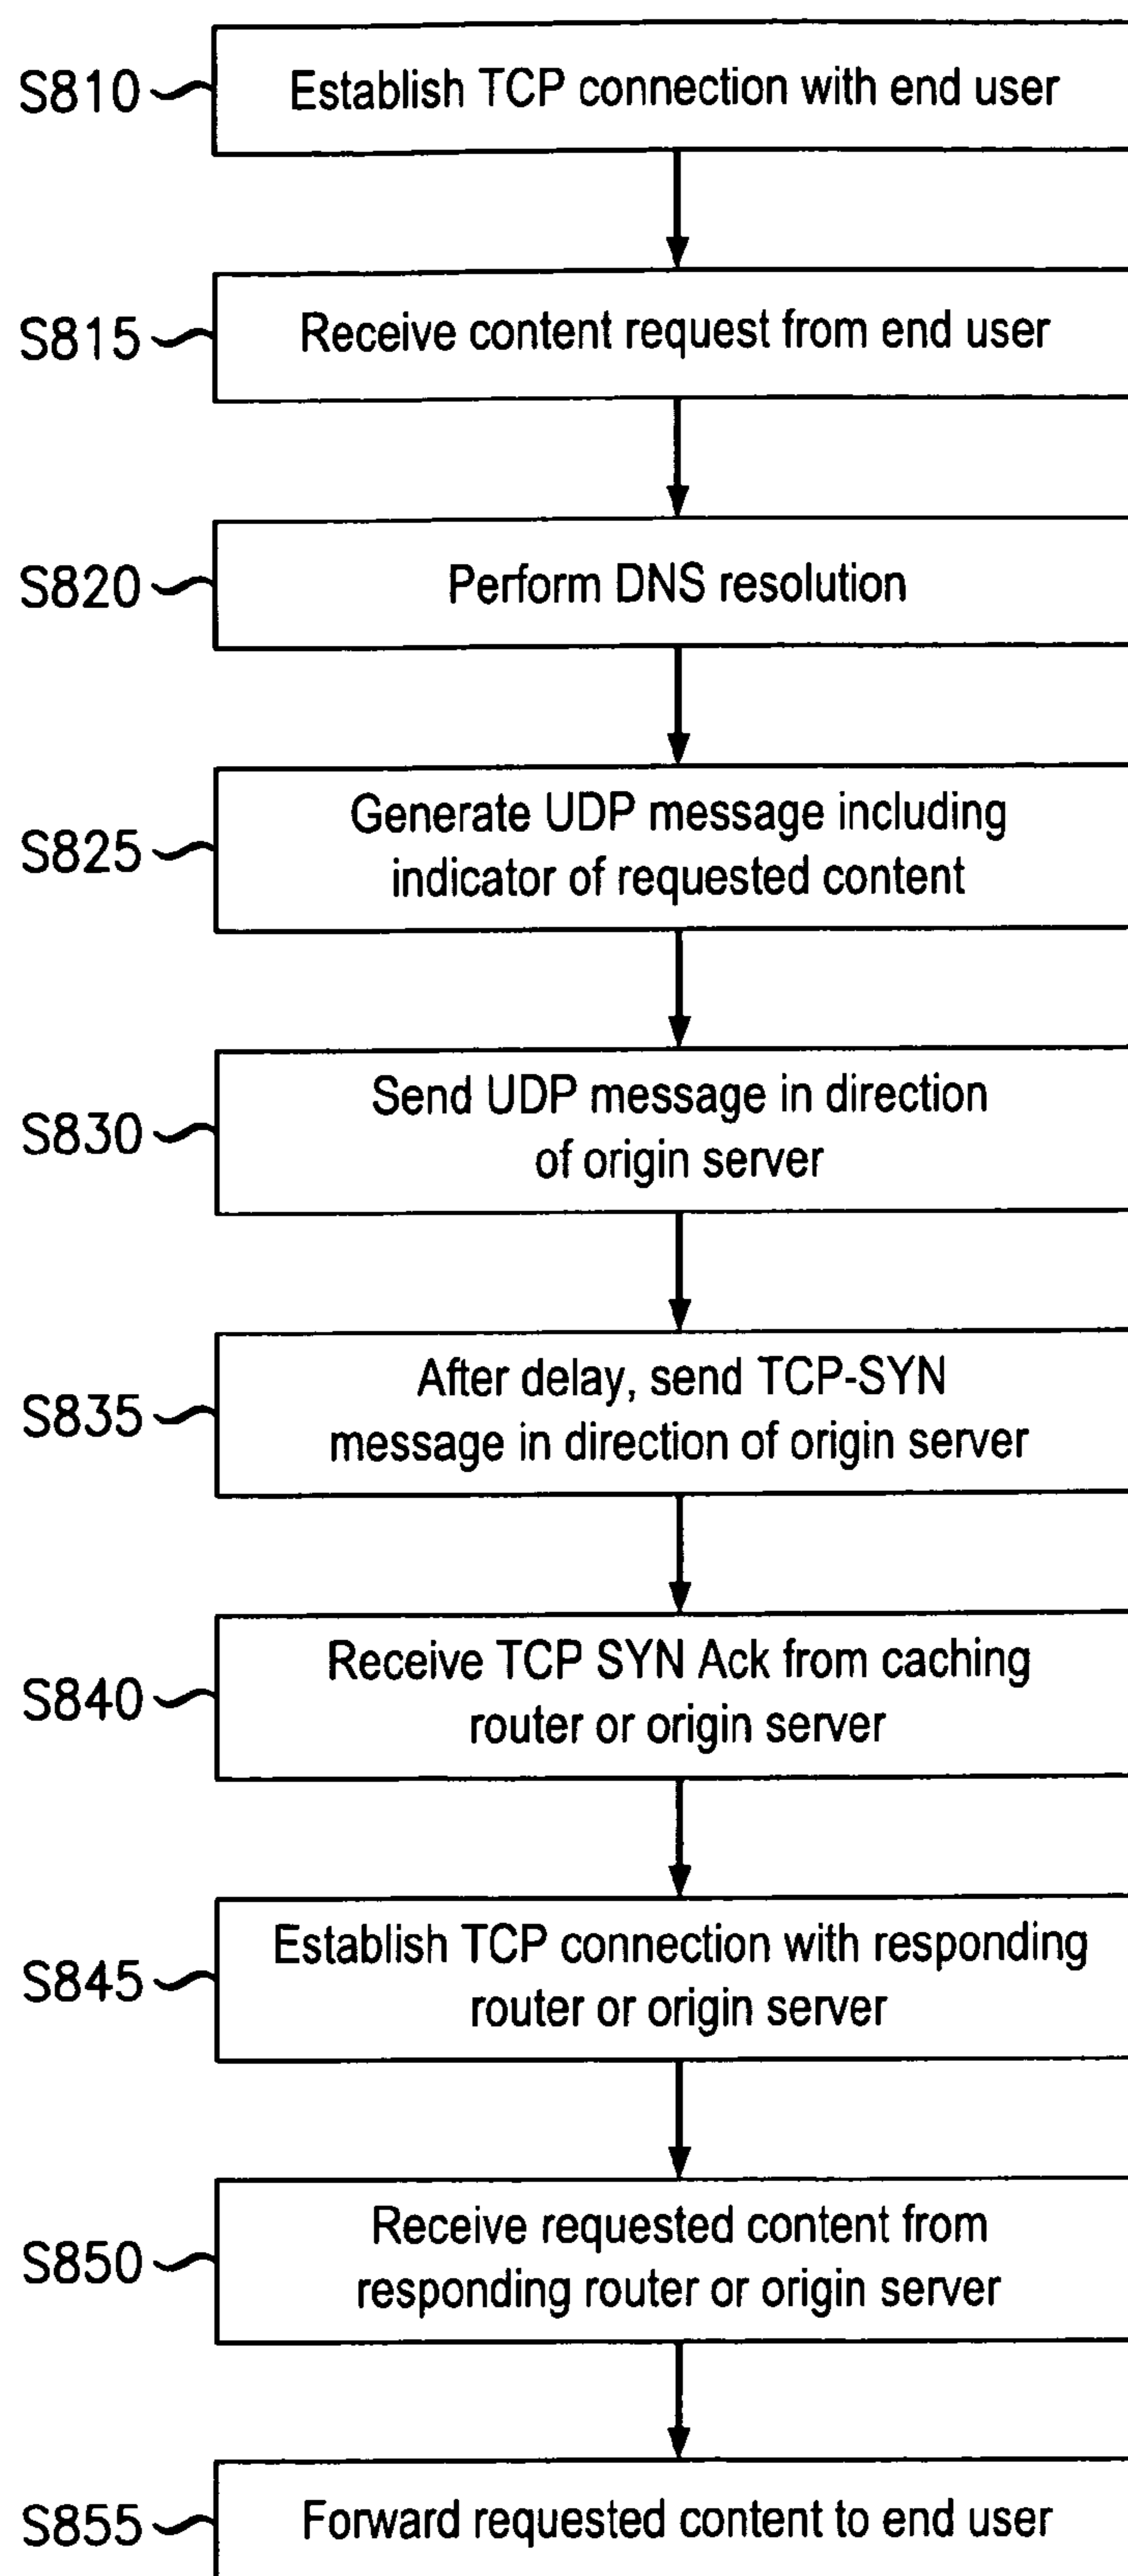 S810
Establish TCP connection with end user
S815
Receive content request from end user
S820
Perform DNS resolution
S825
Generate UDP message including
indicator of requested content
S830
Send UDP message in direction
of origin server
S835
After delay, send TCP-SYN
message in direction of origin server
S840
Receive TCP SYN Ack from caching
router or origin server
S845
Establish TCP connection with responding
router or origin server
S850
Receive requested content from
responding router or origin server
S855
Forward requested content to end user